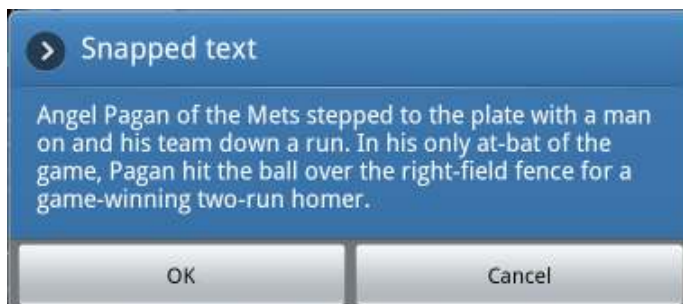 Snapped text
Angel Pagan of the Mets stepped to the plate with a man
on and his team down a run. In his only at-bat of the
game, Pagan hit the ball over the right-field fence for a
game-winning two-run homer.
OK
Cancel